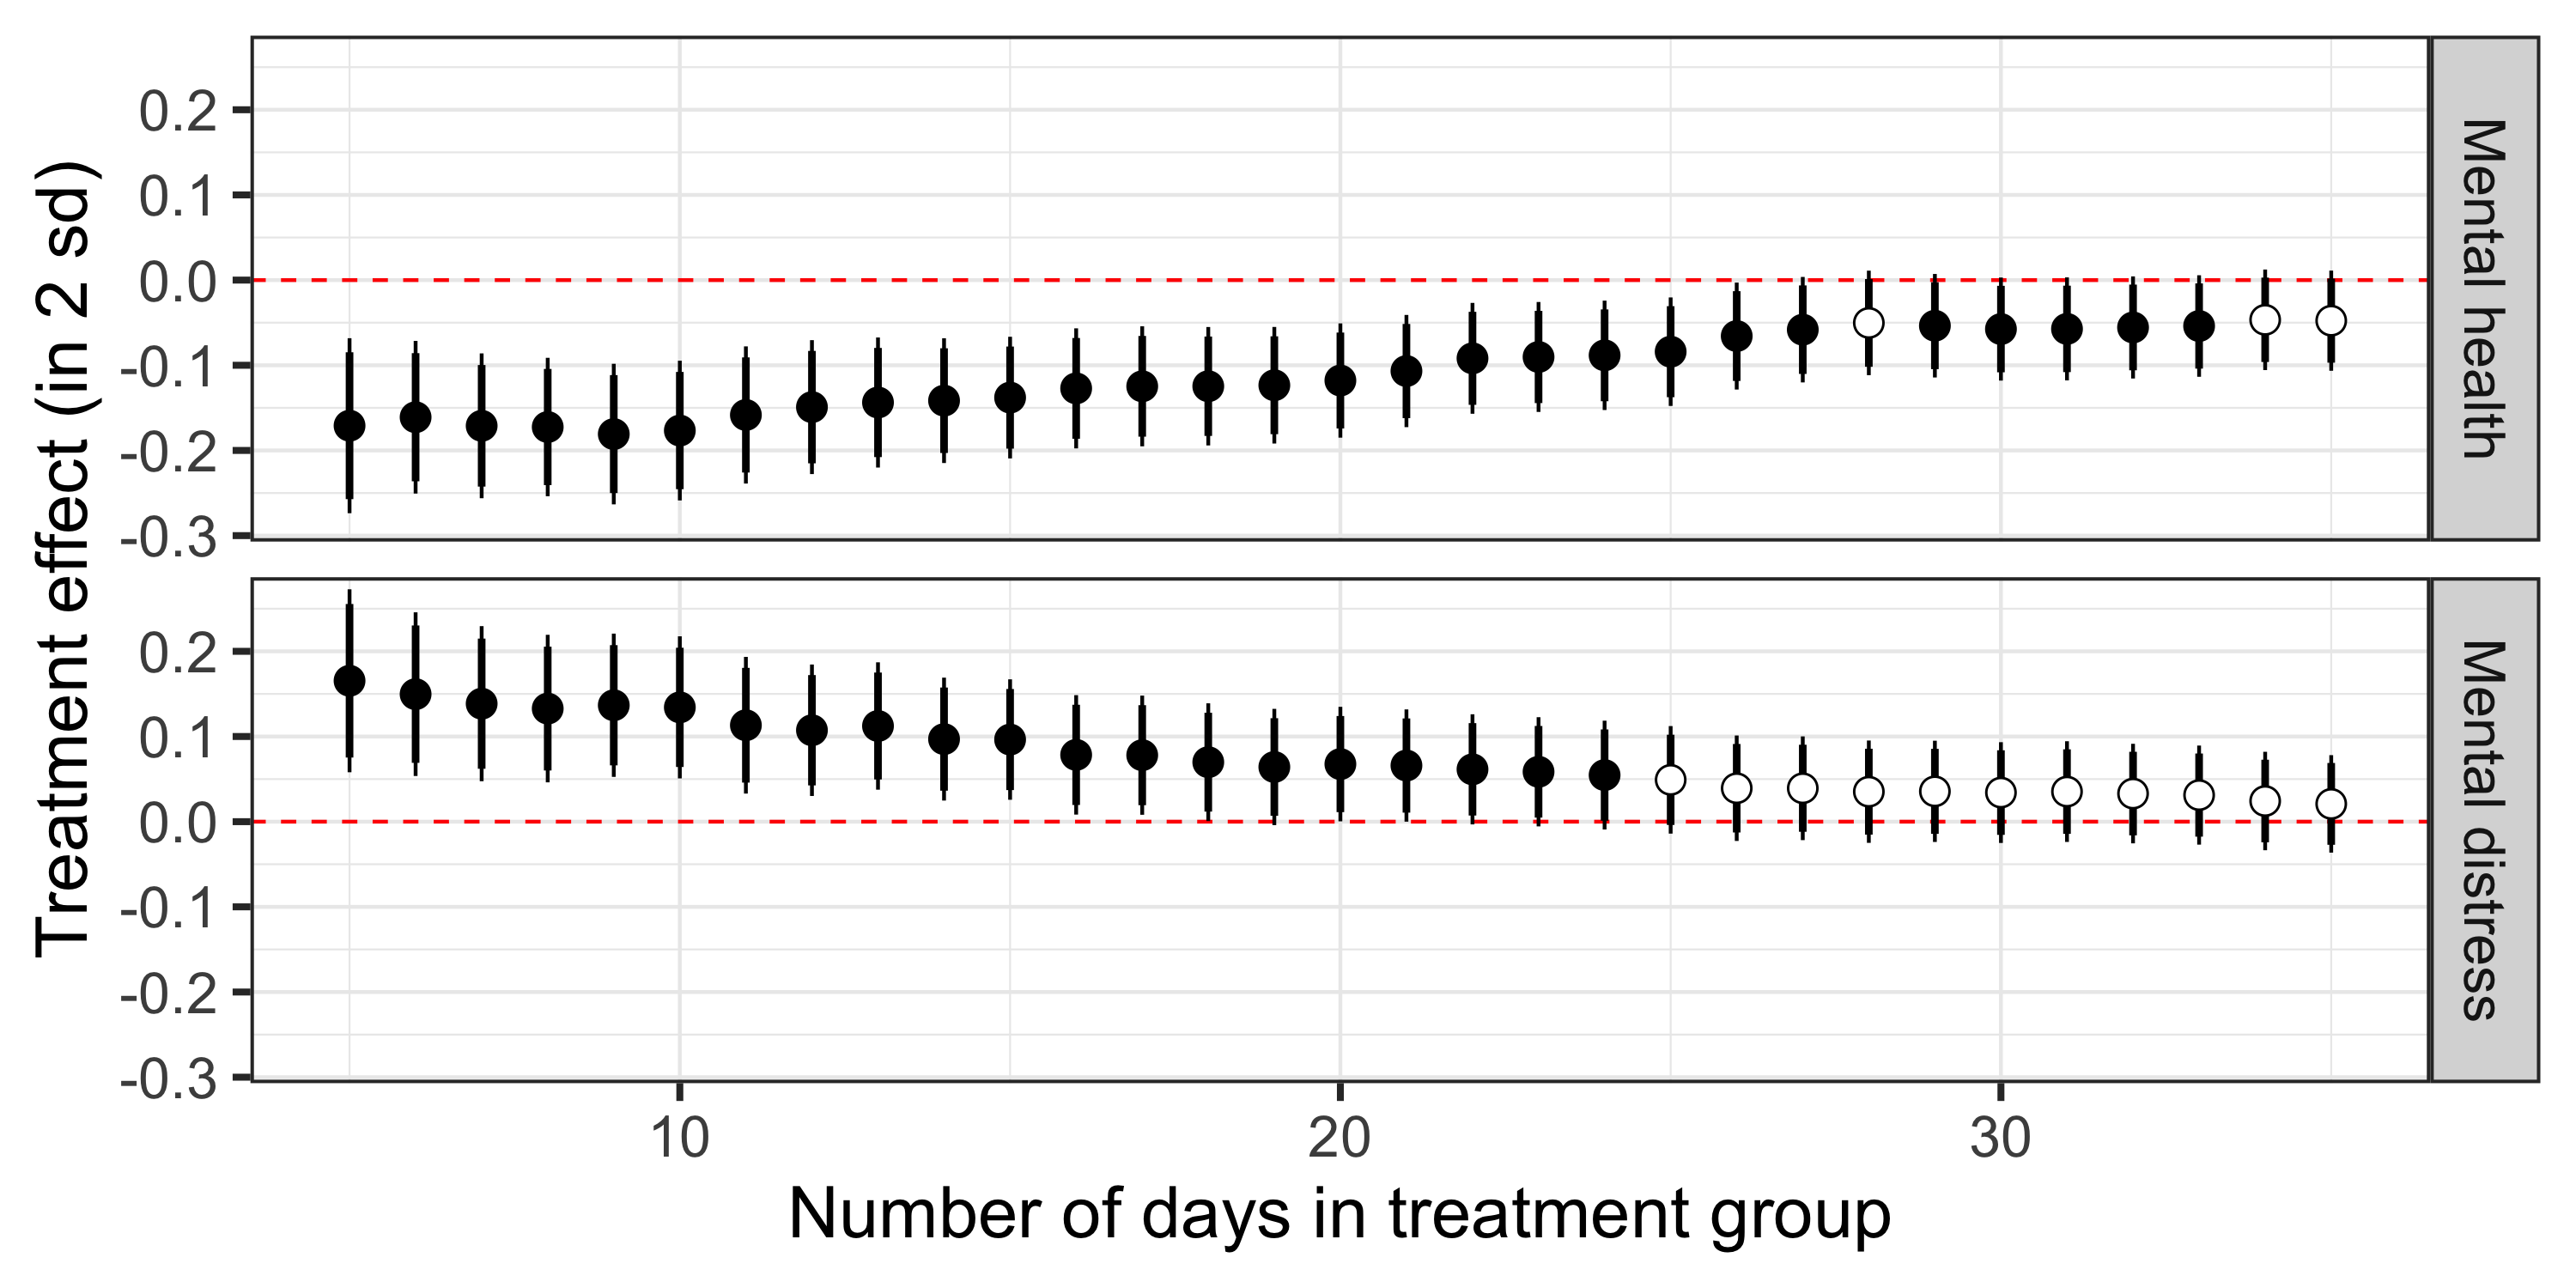 Treatment effect (in 2 sd)
0.2
0.1
0.0
-0.1
-0.2
-0.3
Mental health
0.2
0.1
0.0
-0.1
-0.2
-0.3
Mental distress
10 20 30
Number of days in treatment group